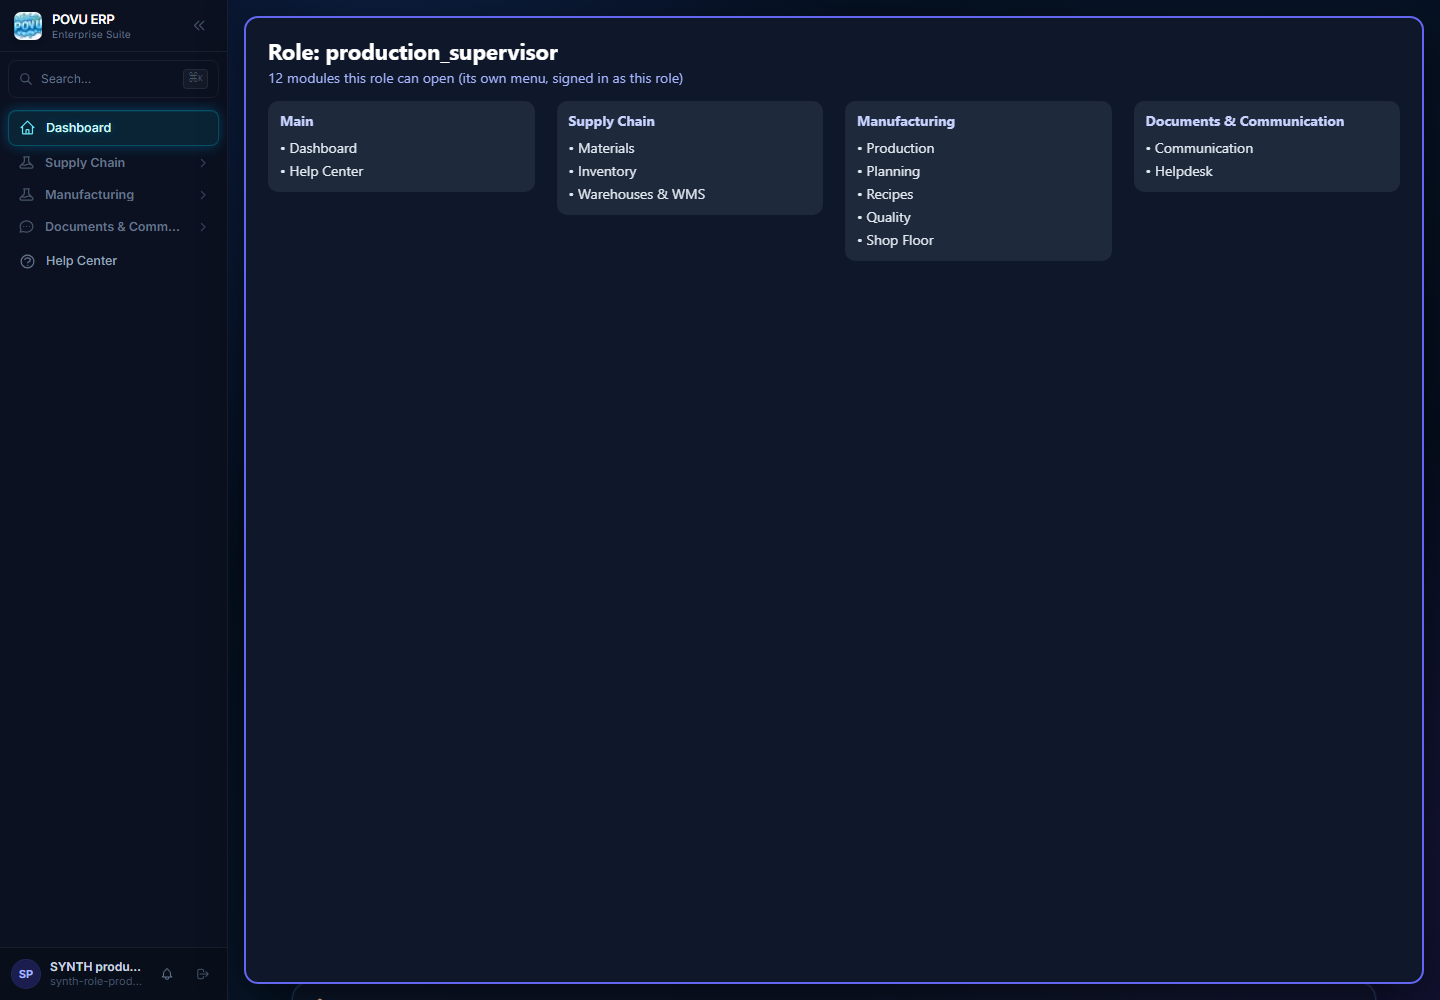 POVU ERP
Enterprise Suite
Search...
⌘K
Dashboard
Supply Chain
Manufacturing
Documents & Comm...
Help Center
Role: production_supervisor
12 modules this role can open (its own menu, signed in as this role)
Main
• Dashboard
• Help Center
Supply Chain
• Materials
• Inventory
• Warehouses & WMS
Manufacturing
• Production
• Planning
• Recipes
• Quality
• Shop Floor
Documents & Communication
• Communication
• Helpdesk
SP
SYNTH produ...
synth-role-prod...